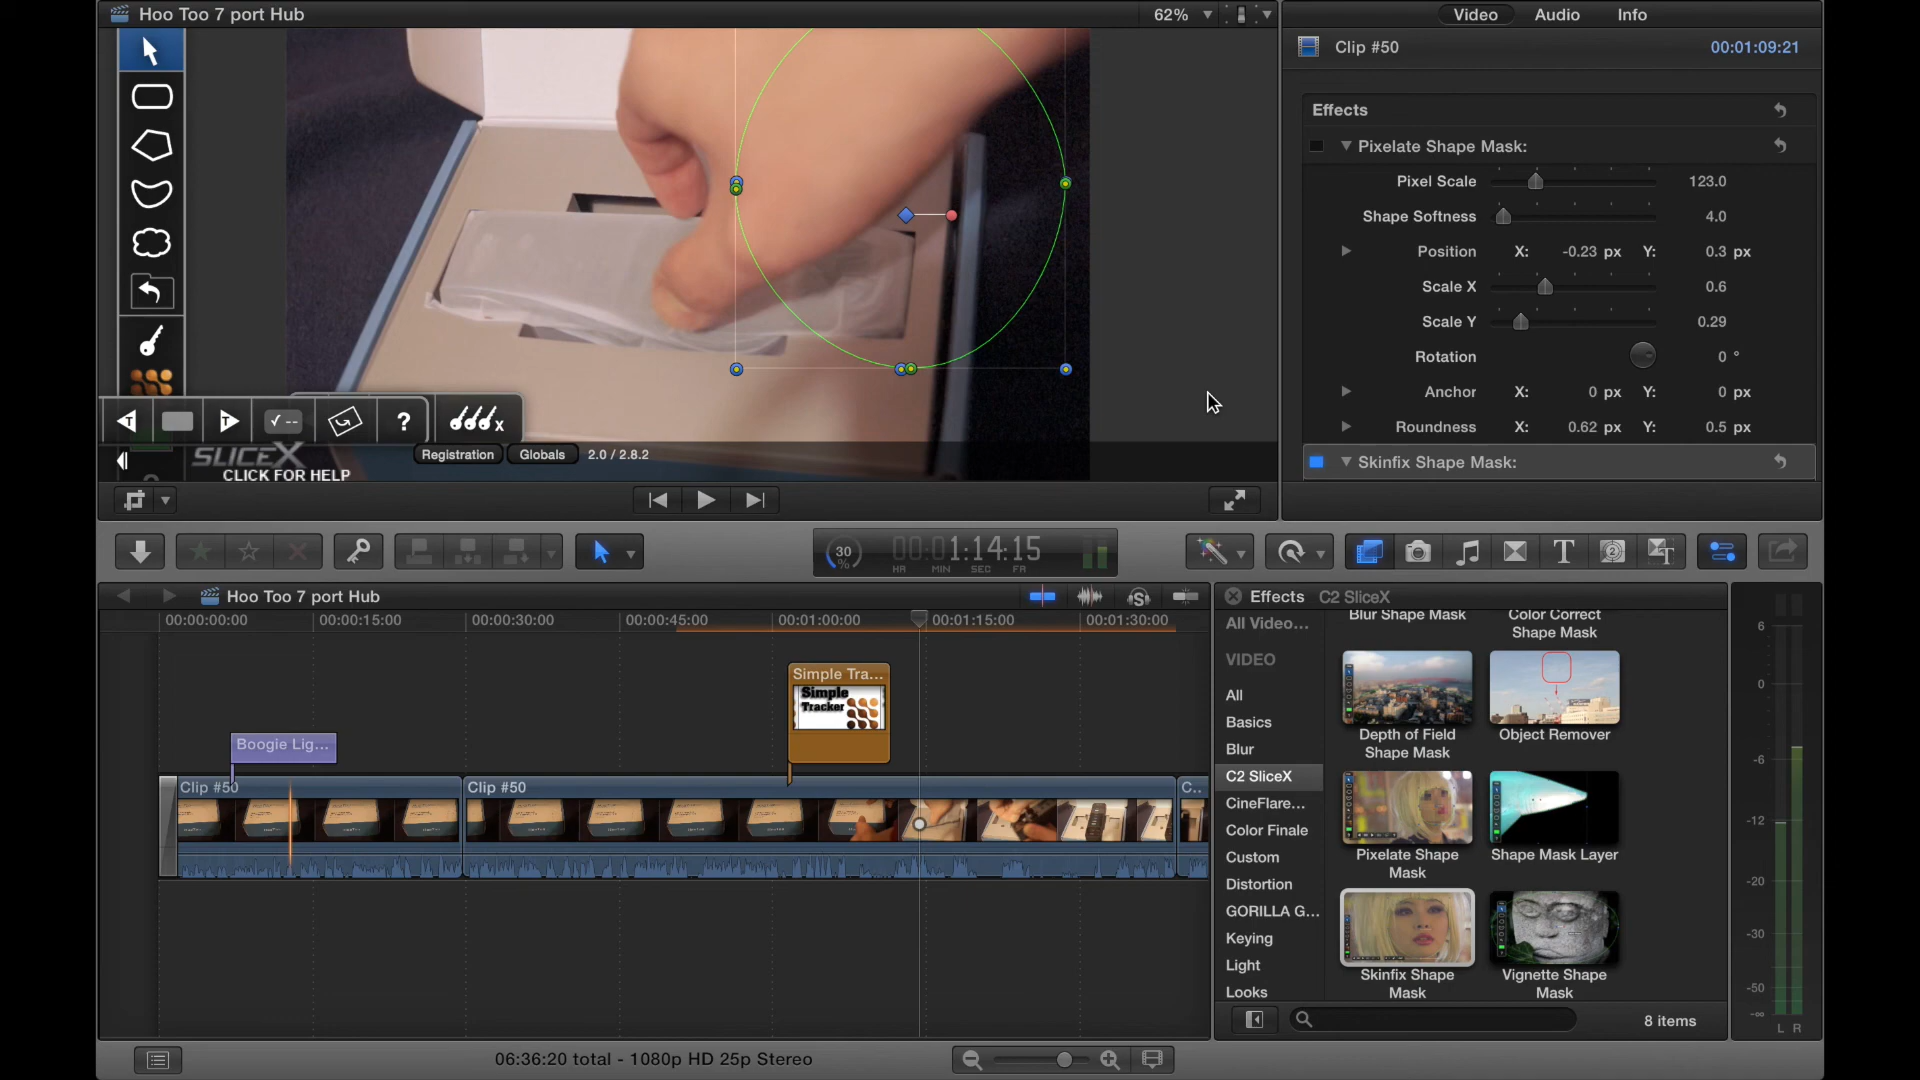 Hoo Too 7 port Hub
62%
Video Audio Info
Clip #50 00:01:09:21
Effects
Pixelate Shape Mask:
Pixel Scale 123.0
Shape Softness 4.0
Position X: -0.23 px Y: 0.3 px
Scale X 0.6
Scale Y 0.29
Rotation 0 °
Anchor X: 0 px Y: 0 px
Roundness X: 0.62 px Y: 0.5 px
Skinfix Shape Mask:
T T ✓-- ? x
SLICEX Registration Globals 2.0 / 2.8.2
CLICK FOR HELP
30 % 00:01:14:15
HR MIN SEC FR
Hoo Too 7 port Hub
00:00:00:00 00:00:15:00 00:00:30:00 00:00:45:00 00:01:00:00 00:01:15:00 00:01:30:00
Simple Tra...
Simple
Tracker
Boogie Lig...
Clip #50 Clip #50 C..
Effects C2 SliceX
All Video...
VIDEO
All
Basics
Blur
C2 SliceX
CineFlare...
Color Finale
Custom
Distortion
GORILLA G...
Keying
Light
Looks
Blur Shape Mask
Color Correct
Shape Mask
Depth of Field
Shape Mask
Object Remover
Pixelate Shape
Mask
Shape Mask Layer
Skinfix Shape
Mask
Vignette Shape
Mask
8 items
6
0
-6
-12
-20
-30
-50
-∞
L R
06:36:20 total - 1080p HD 25p Stereo